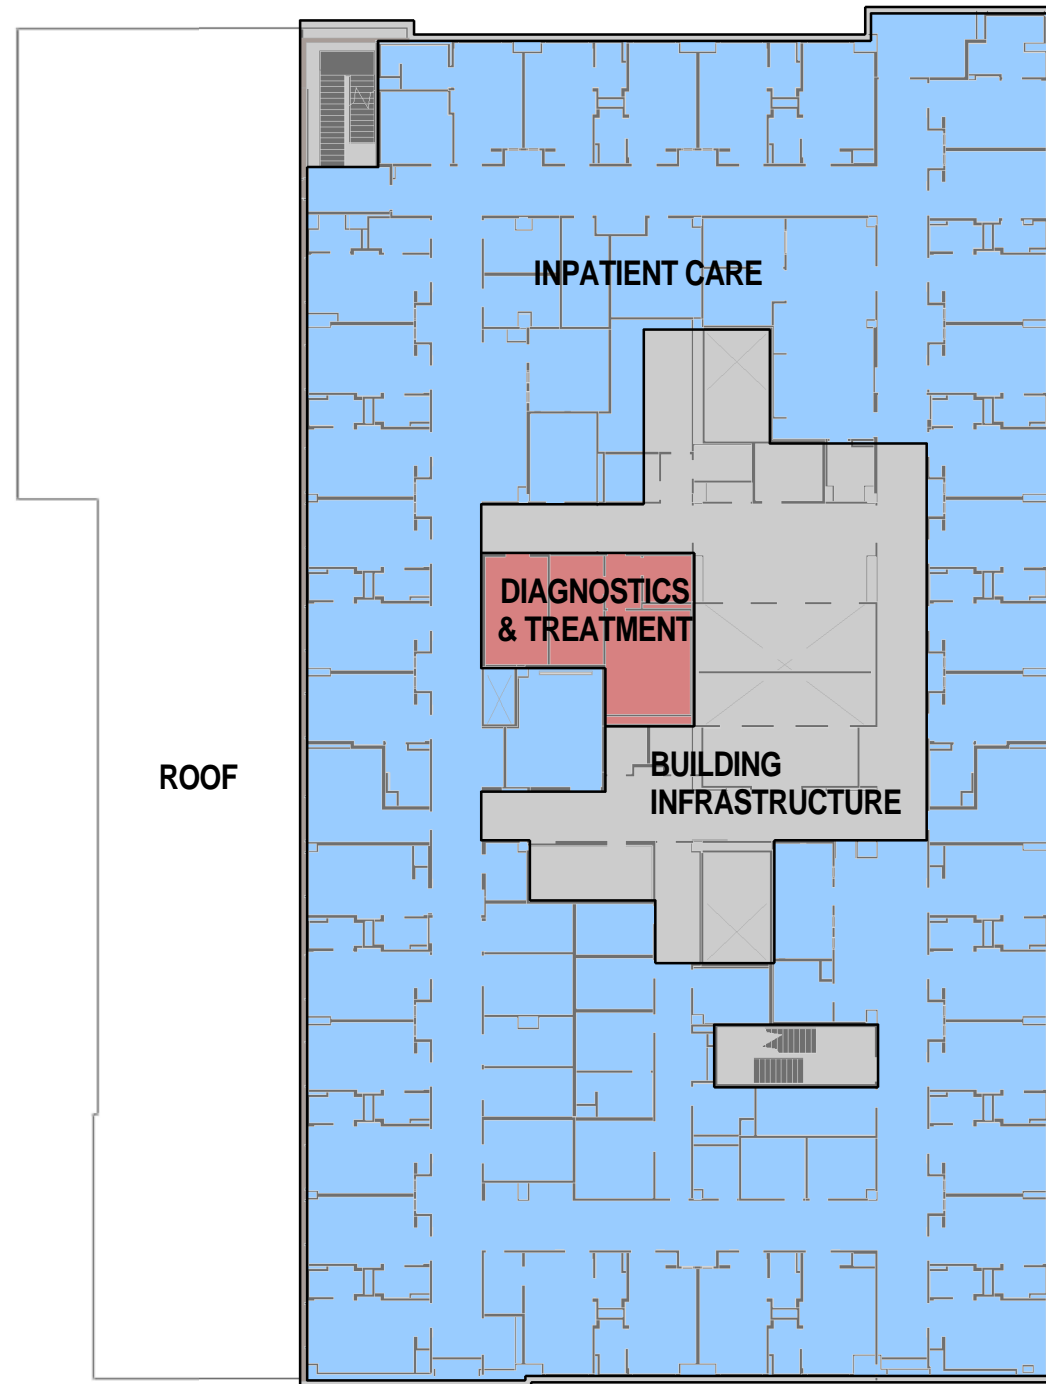 INPATIENT CARE
DIAGNOSTICS
& TREATMENT
ROOF
BUILDING
INFRASTRUCTURE